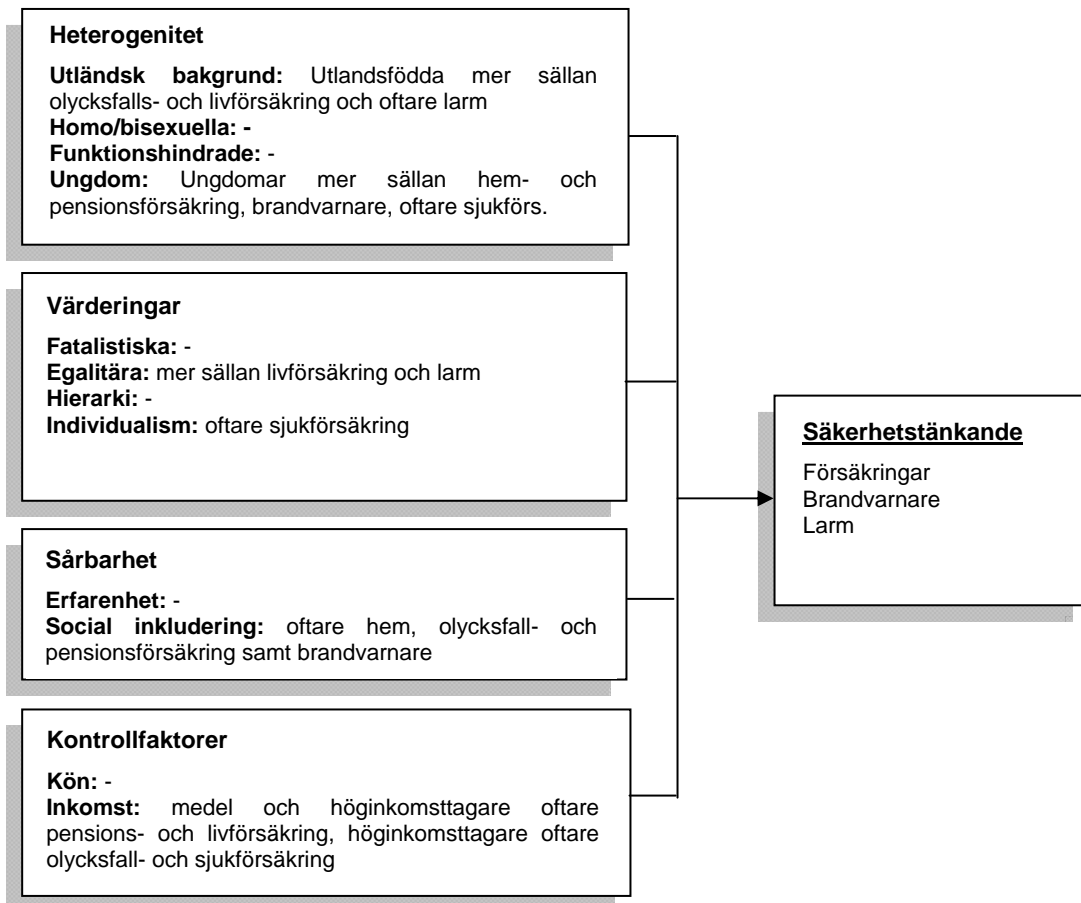 Heterogenitet
Utländsk bakgrund: Utlandsfödda mer sällan
olycksfalls- och livförsäkring och oftare larm
Homo/bisexuella: -
Funktionshindrade: -
Ungdom: Ungdomar mer sällan hem- och
pensionsförsäkring, brandvarnare, oftare sjukförs.
Värderingar
Fatalistiska: -
Egalitära: mer sällan livförsäkring och larm
Hierarki: -
Individualism: oftare sjukförsäkring
Säkerhetstänkande
Försäkringar
Brandvarnare
Larm
Sårbarhet
Erfarenhet: -
Social inkludering: oftare hem, olycksfall- och
pensionsförsäkring samt brandvarnare
Kontrollfaktorer
Kön: -
Inkomst: medel och höginkomsttagare oftare
pensions- och livförsäkring, höginkomsttagare oftare
olycksfall- och sjukförsäkring